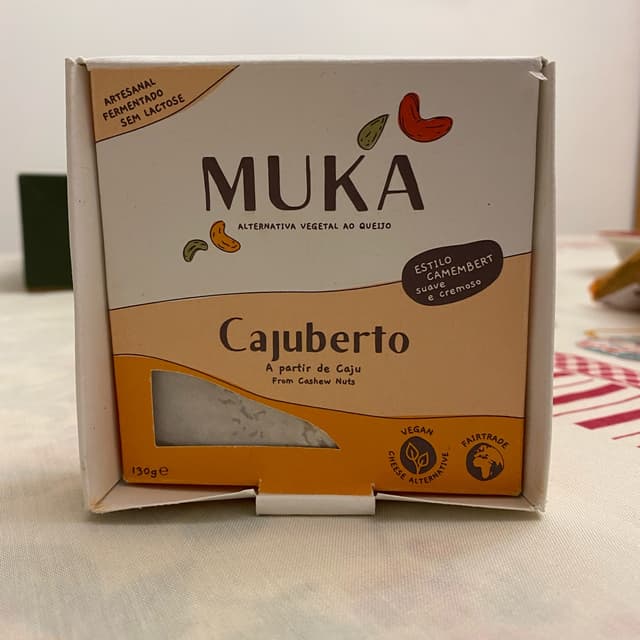 ARTESANAL
FERMENTADO
SEM LACTOSE
MUKA
ALTERNATIVA VEGETAL AO QUEIJO
ESTILO
CAMEMBERT
suave
e cremoso
Cajuberto
A partir de Caju
From Cashew Nuts
VEGAN
CHEESE ALTERNATIVE
FAIRTRADE
130g℮